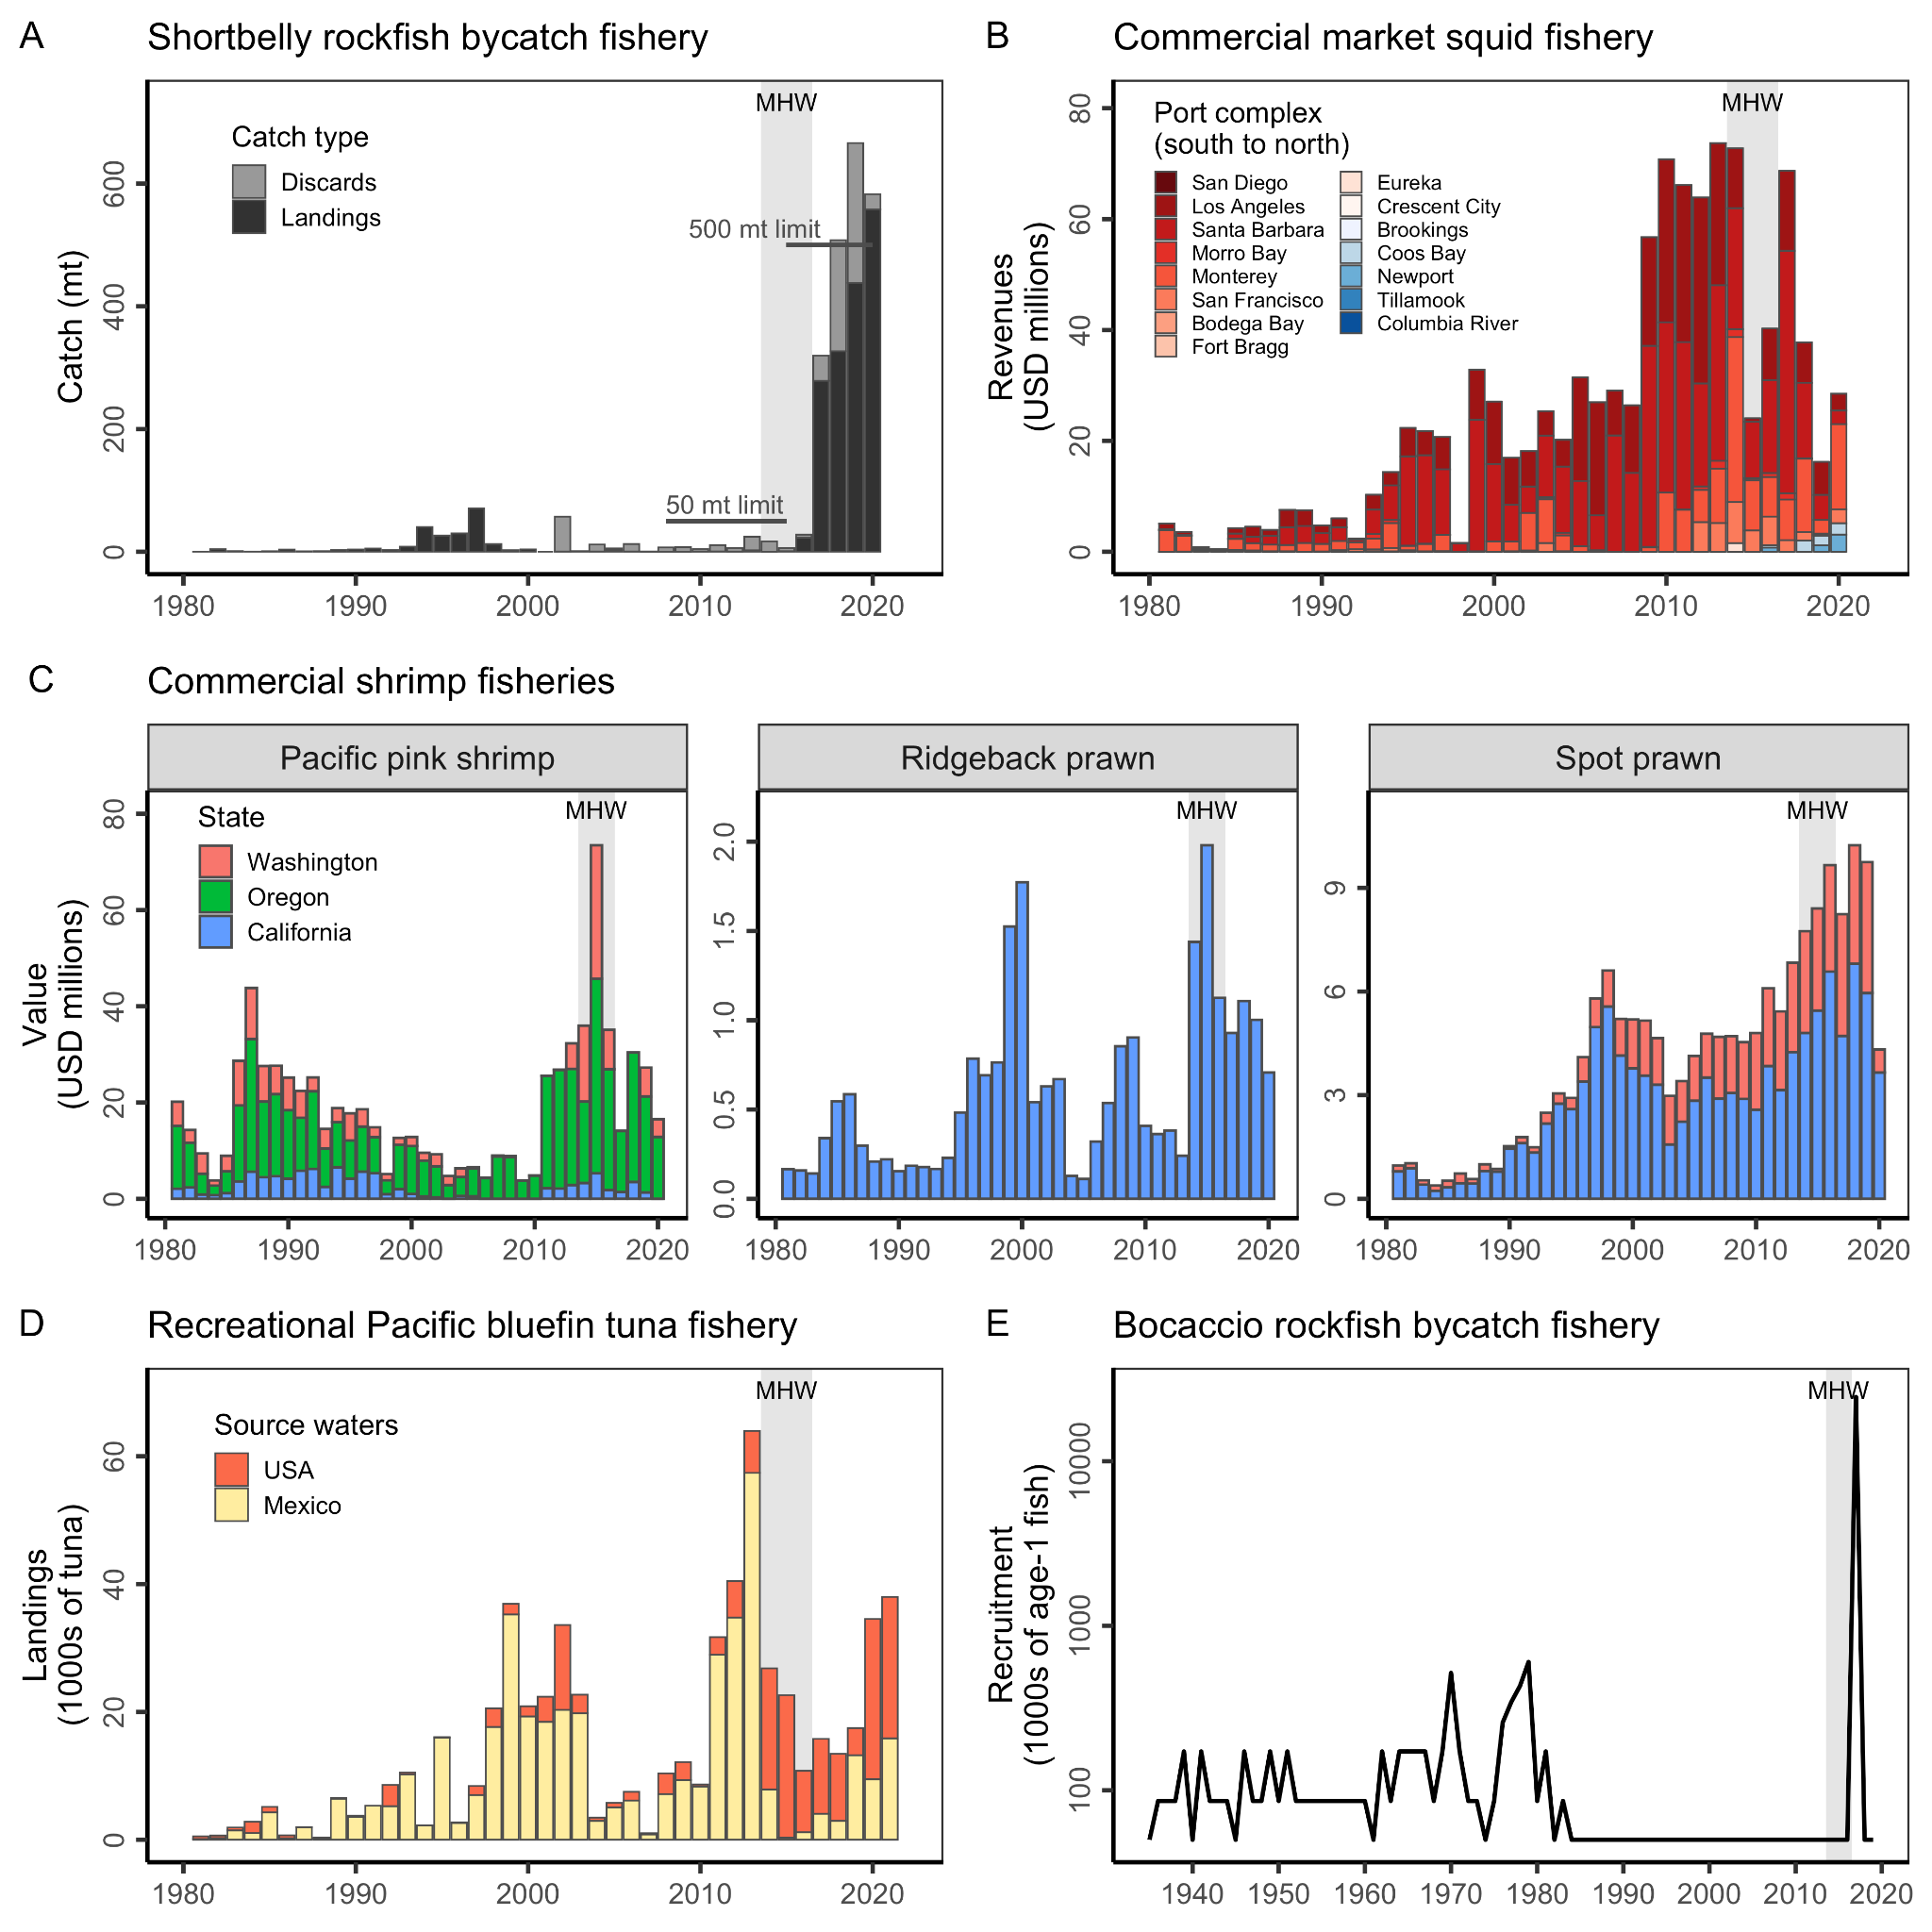 A
Shortbelly rockfish bycatch fishery
MHW
Catch type
Discards
Landings
500 mt limit
50 mt limit
Catch (mt)
0
200
400
600
1980
1990
2000
2010
2020
B
Commercial market squid fishery
MHW
Port complex
(south to north)
San Diego
Los Angeles
Santa Barbara
Morro Bay
Monterey
San Francisco
Bodega Bay
Fort Bragg
Eureka
Crescent City
Brookings
Coos Bay
Newport
Tillamook
Columbia River
Revenues
(USD millions)
0
20
40
60
80
1980
1990
2000
2010
2020
C
Commercial shrimp fisheries
Pacific pink shrimp
MHW
State
Washington
Oregon
California
Value
(USD millions)
0
20
40
60
80
1980
1990
2000
2010
2020
Ridgeback prawn
MHW
0.0
0.5
1.0
1.5
2.0
1980
1990
2000
2010
2020
Spot prawn
MHW
0
3
6
9
1980
1990
2000
2010
2020
D
Recreational Pacific bluefin tuna fishery
MHW
Source waters
USA
Mexico
Landings
(1000s of tuna)
0
20
40
60
1980
1990
2000
2010
2020
E
Bocaccio rockfish bycatch fishery
MHW
Recruitment
(1000s of age-1 fish)
100
1000
10000
1940
1950
1960
1970
1980
1990
2000
2010
2020